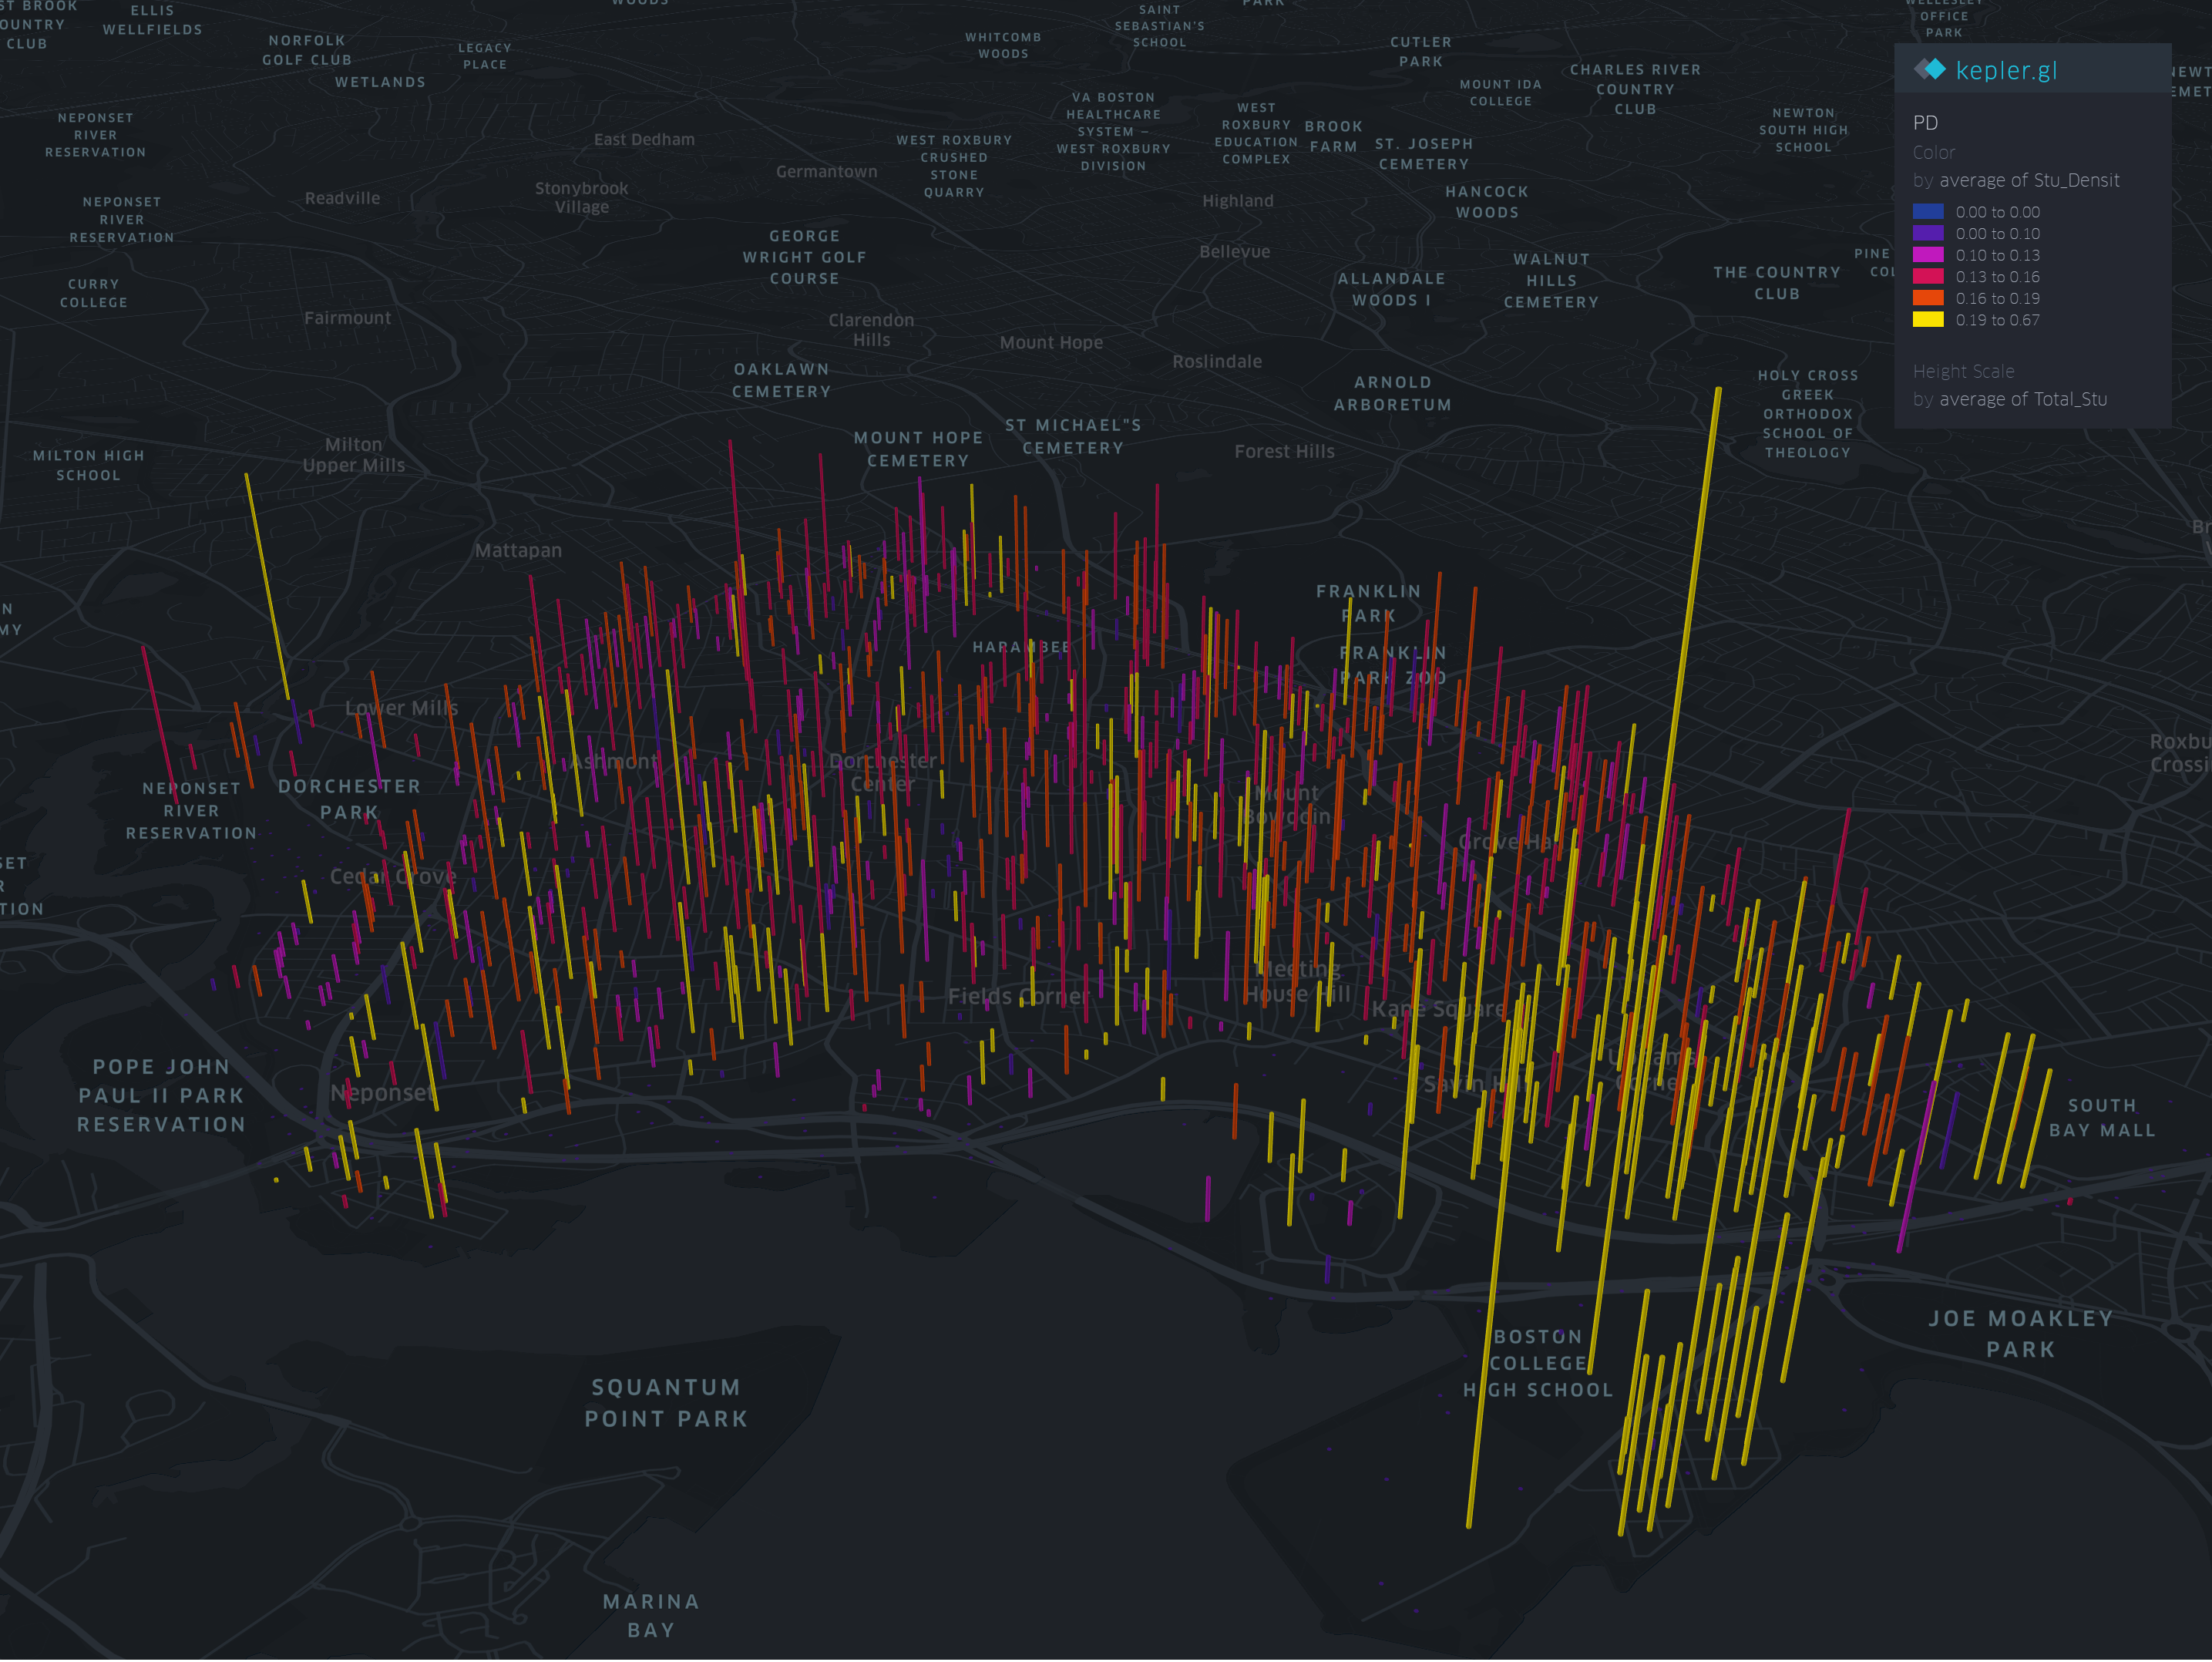 ST BROOK
OUNTRY
CLUB
ELLIS
WELLFIELDS
NORFOLK
GOLF CLUB
WETLANDS
LEGACY
PLACE
WOODS
WHITCOMB
WOODS
SAINT
SEBASTIAN'S
SCHOOL
PARK
CUTLER
PARK
MOUNT IDA
COLLEGE
CHARLES RIVER
COUNTRY
CLUB
WELLESLEY
OFFICE
PARK
NEWTON
SOUTH HIGH
SCHOOL
NEWT
EMET
kepler.gl
PD
Color
by average of Stu_Densit
0.00 to 0.00
0.00 to 0.10
0.10 to 0.13
0.13 to 0.16
0.16 to 0.19
0.19 to 0.67
Height Scale
by average of Total_Stu
NEPONSET
RIVER
RESERVATION
East Dedham
Germantown
WEST ROXBURY
CRUSHED
STONE
QUARRY
VA BOSTON
HEALTHCARE
SYSTEM –
WEST ROXBURY
DIVISION
WEST
ROXBURY
EDUCATION
COMPLEX
BROOK
FARM
ST. JOSEPH
CEMETERY
HANCOCK
WOODS
Readville
Stonybrook
Village
Highland
NEPONSET
RIVER
RESERVATION
GEORGE
WRIGHT GOLF
COURSE
Bellevue
ALLANDALE
WOODS I
WALNUT
HILLS
CEMETERY
THE COUNTRY
CLUB
PINE
COL
CURRY
COLLEGE
Fairmount
Clarendon
Hills
Mount Hope
Roslindale
OAKLAWN
CEMETERY
ARNOLD
ARBORETUM
HOLY CROSS
GREEK
ORTHODOX
SCHOOL OF
THEOLOGY
MILTON HIGH
SCHOOL
Milton
Upper Mills
MOUNT HOPE
CEMETERY
ST MICHAEL"S
CEMETERY
Forest Hills
Br
Mattapan
N
MY
FRANKLIN
PARK
HARAMBEE
FRANKLIN
PARK ZOO
Lower Mills
Ashmont
Dorchester
Center
Mount
Bowdoin
Grove Ha
Roxbu
Crossi
NEPONSET
RIVER
RESERVATION
DORCHESTER
PARK
SET
R
TION
Cedar Grove
Fields Corner
Meeting
House Hill
Kane Square
Uphams
Corner
Savin Hill
POPE JOHN
PAUL II PARK
RESERVATION
Neponset
SOUTH
BAY MALL
BOSTON
COLLEGE
HIGH SCHOOL
JOE MOAKLEY
PARK
SQUANTUM
POINT PARK
MARINA
BAY